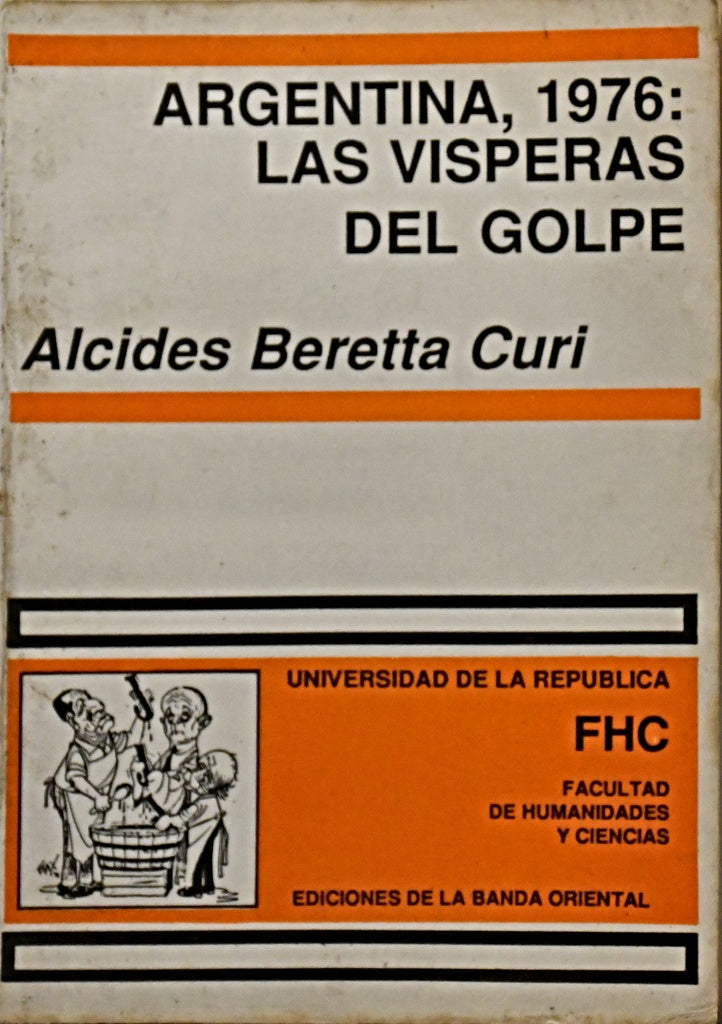 ARGENTINA, 1976:
LAS VISPERAS
DEL GOLPE
Alcides Beretta Curi
UNIVERSIDAD DE LA REPUBLICA
FHC
FACULTAD
DE HUMANIDADES
Y CIENCIAS
EDICIONES DE LA BANDA ORIENTAL